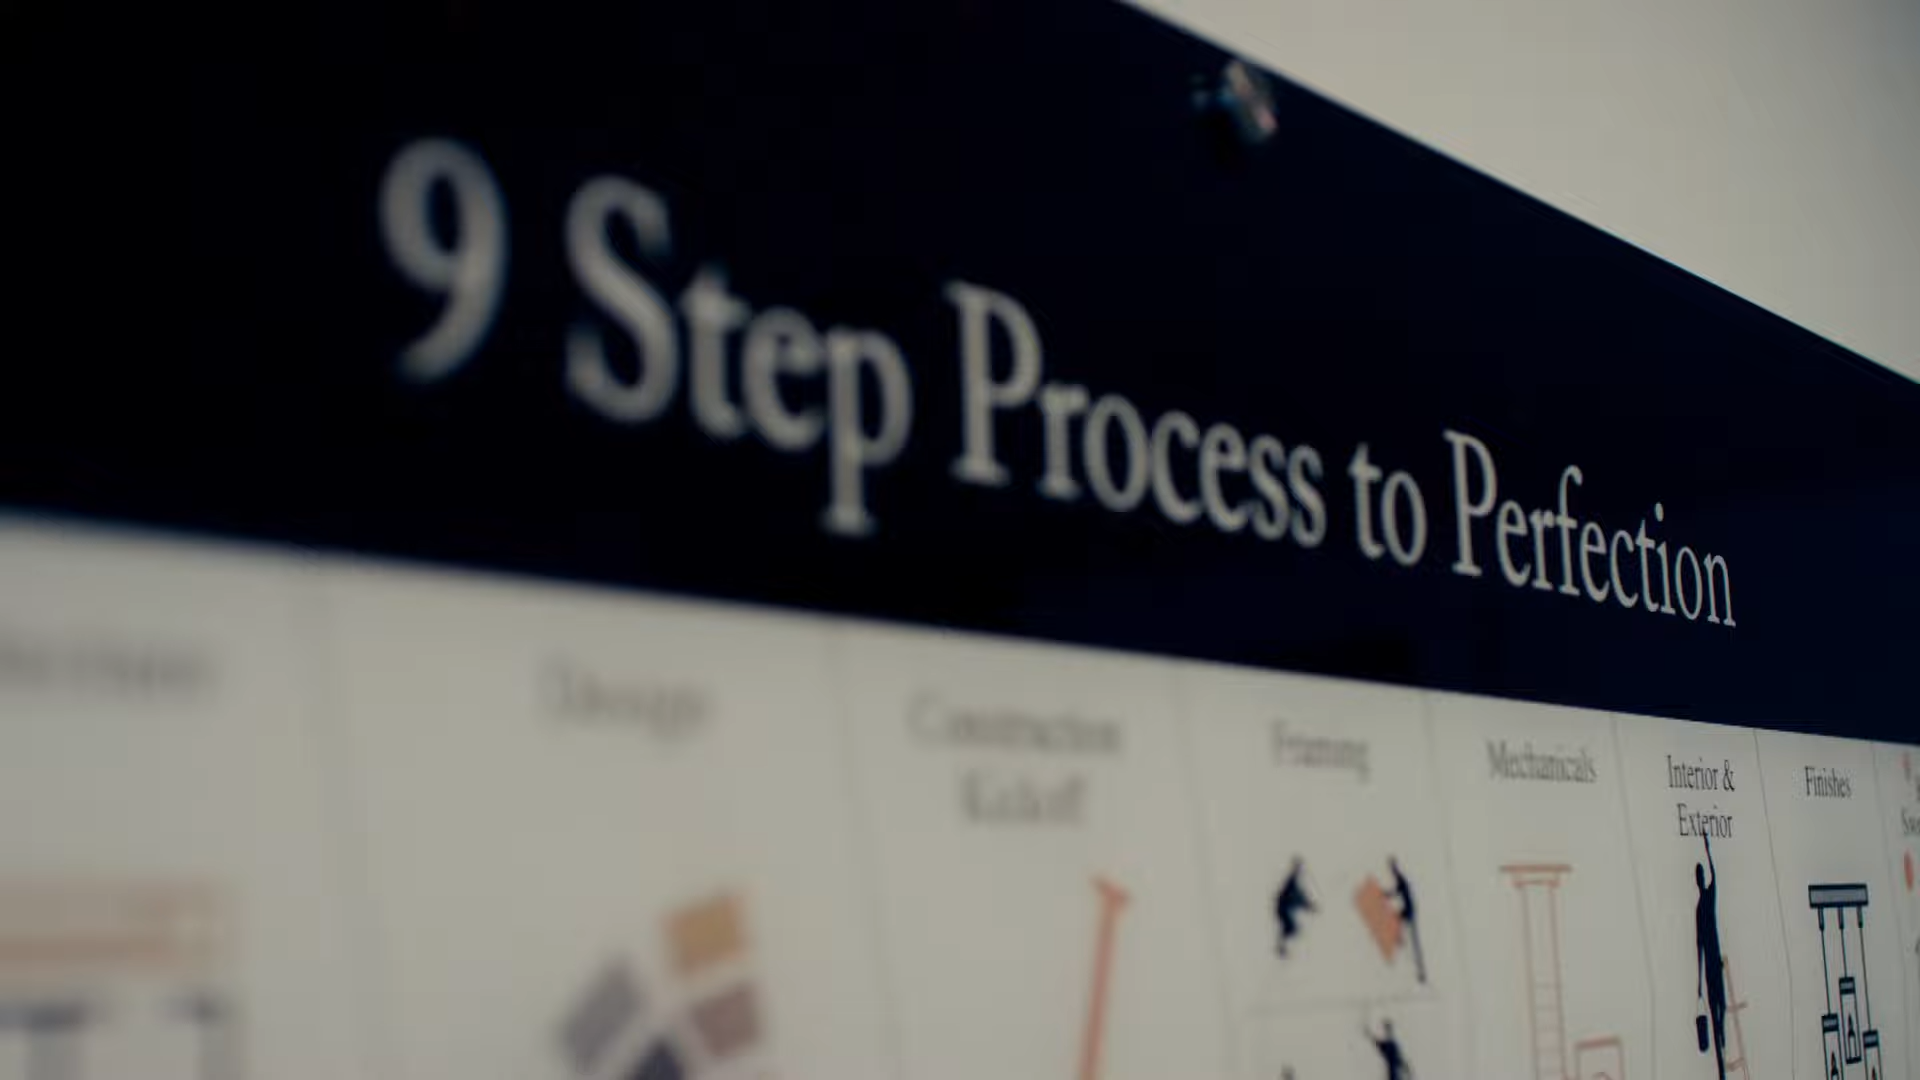 9 Step Process to Perfection
Design
Construction
Kickoff
Framing
Mechanicals
Interior &
Exterior
Finishes